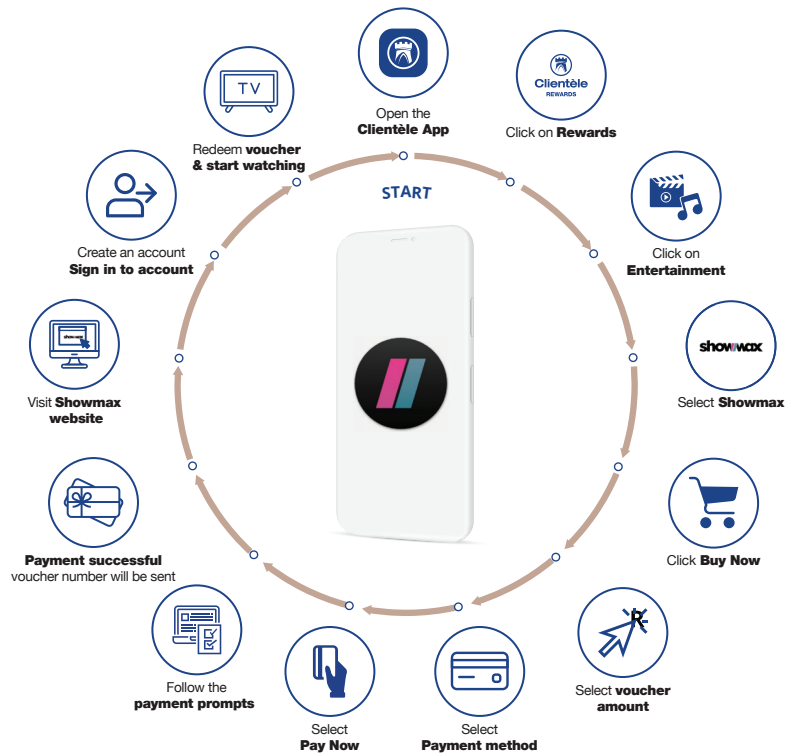 Open the
Clientèle App
START
Clientèle
REWARDS
Click on Rewards
Click on
Entertainment
showmax
Select Showmax
Click Buy Now
R
Select voucher
amount
Select
Payment method
Select
Pay Now
Follow the
payment prompts
Payment successful
voucher number will be sent
showmax
Visit Showmax
website
Create an account
Sign in to account
TV
Redeem voucher
& start watching